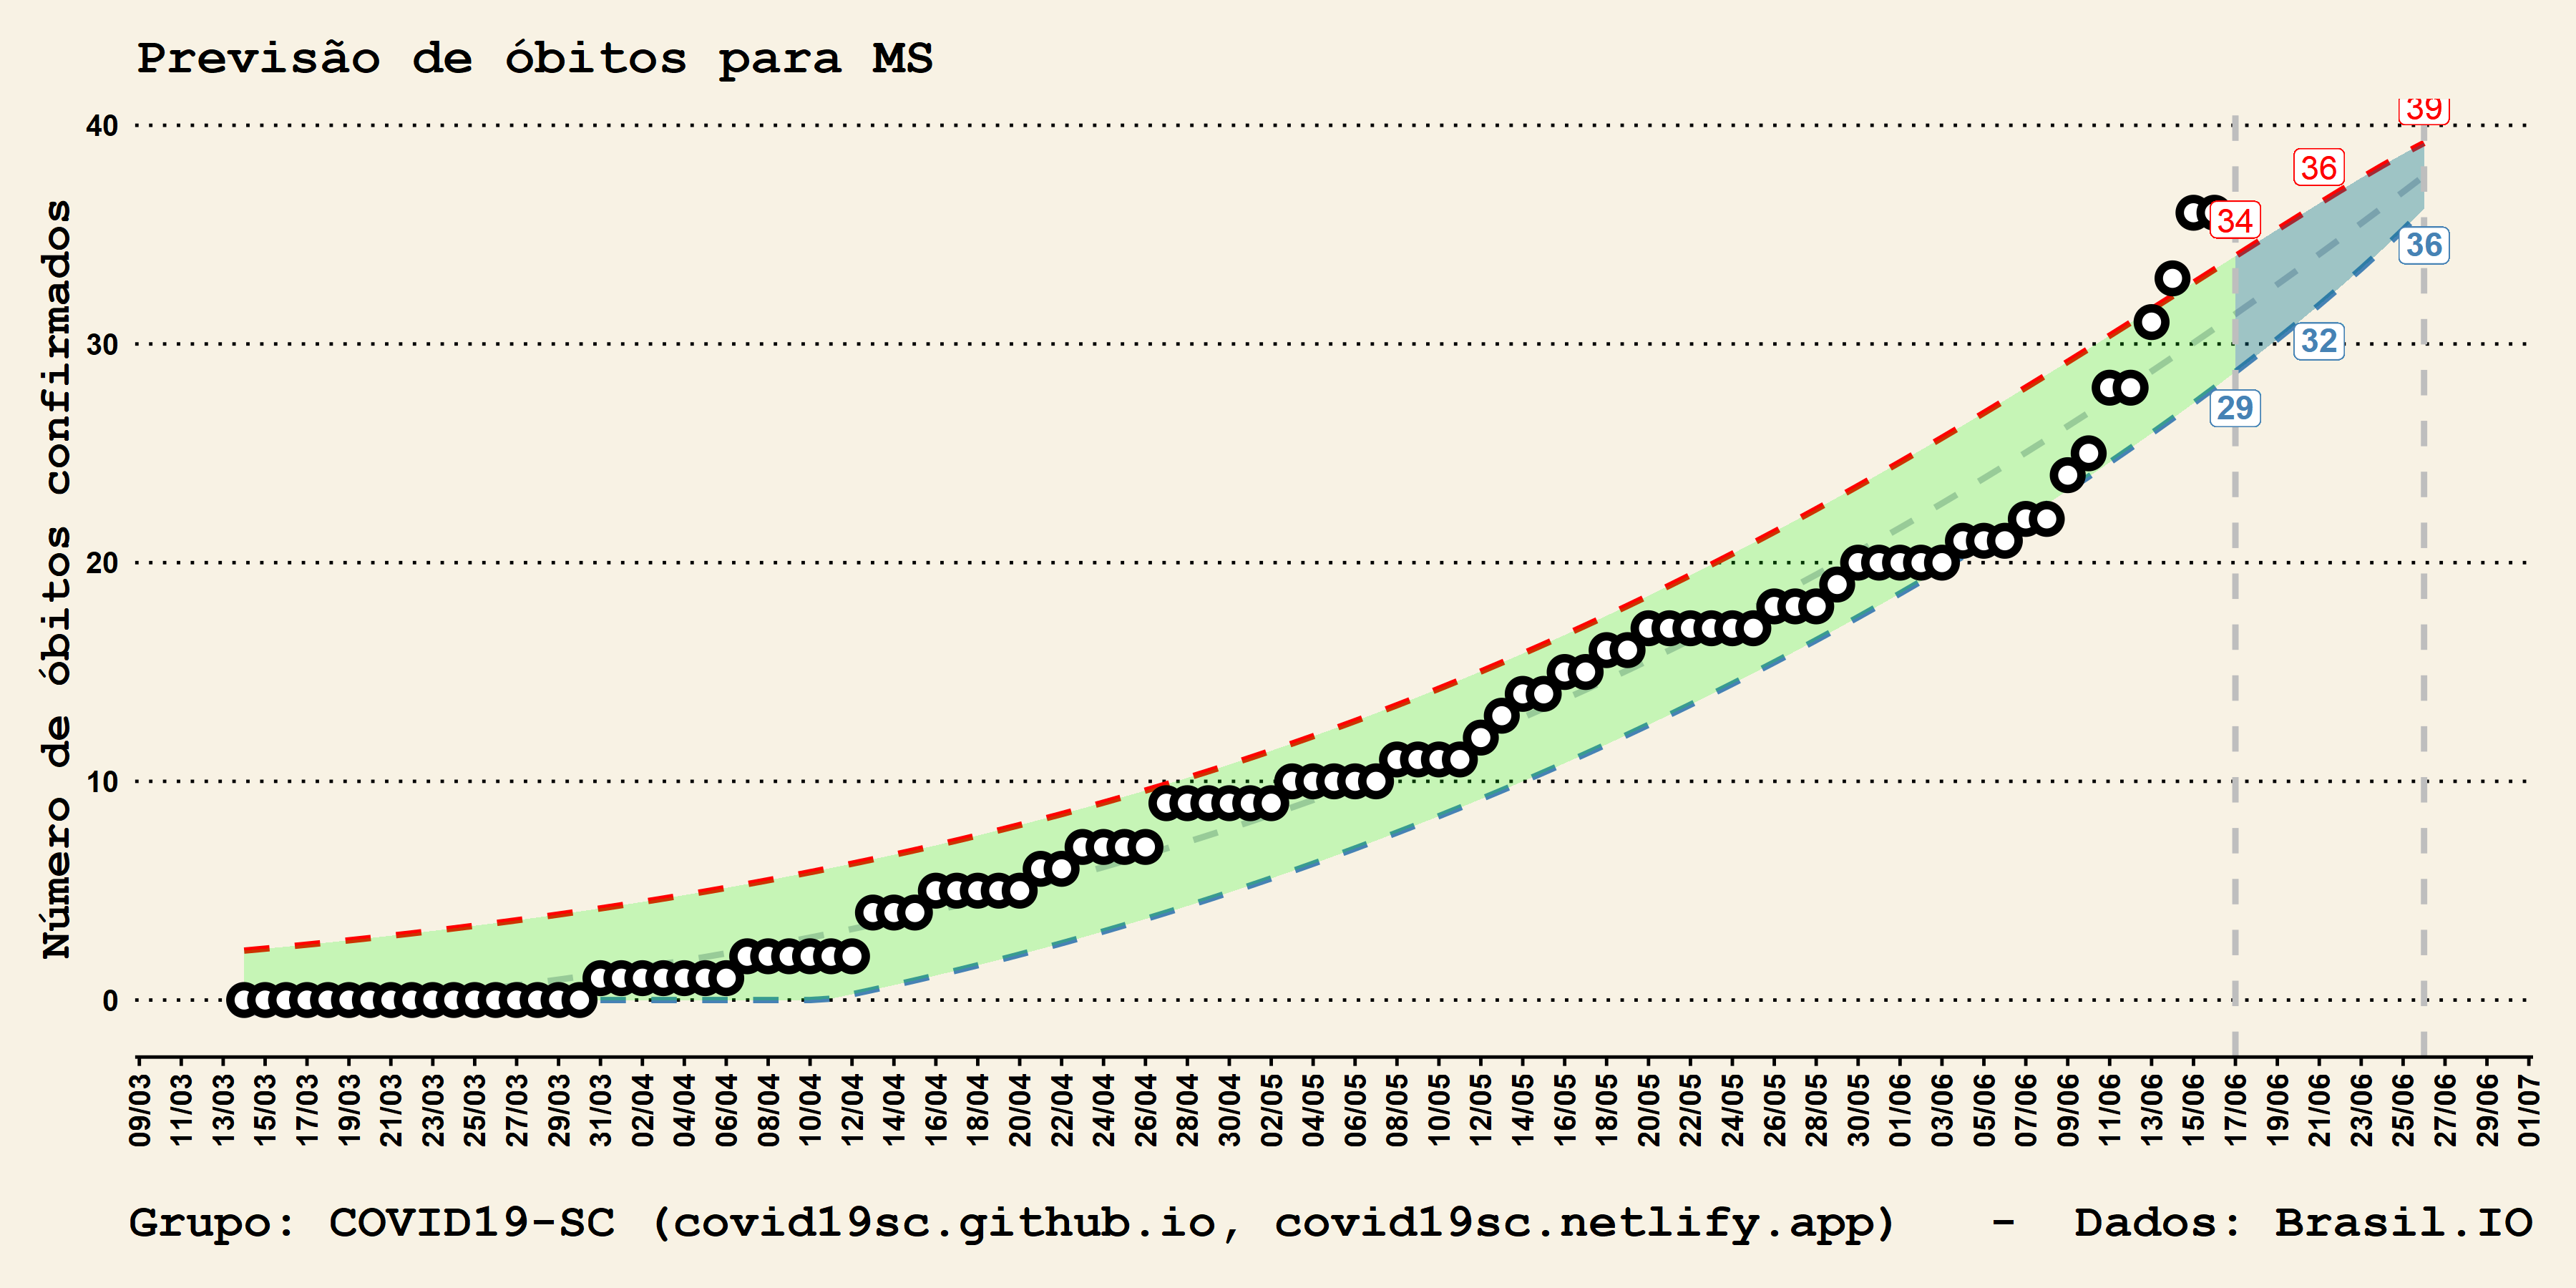 Previsão de óbitos para MS
Número de óbitos confirmados
40
30
20
10
0
39
36
34
36
32
29
09/03 11/03 13/03 15/03 17/03 19/03 21/03 23/03 25/03 27/03 29/03 31/03 02/04 04/04 06/04 08/04 10/04 12/04 14/04 16/04 18/04 20/04 22/04 24/04 26/04 28/04 30/04 02/05 04/05 06/05 08/05 10/05 12/05 14/05 16/05 18/05 20/05 22/05 24/05 26/05 28/05 30/05 01/06 03/06 05/06 07/06 09/06 11/06 13/06 15/06 17/06 19/06 21/06 23/06 25/06 27/06 29/06 01/07
Grupo: COVID19-SC (covid19sc.github.io, covid19sc.netlify.app) - Dados: Brasil.IO